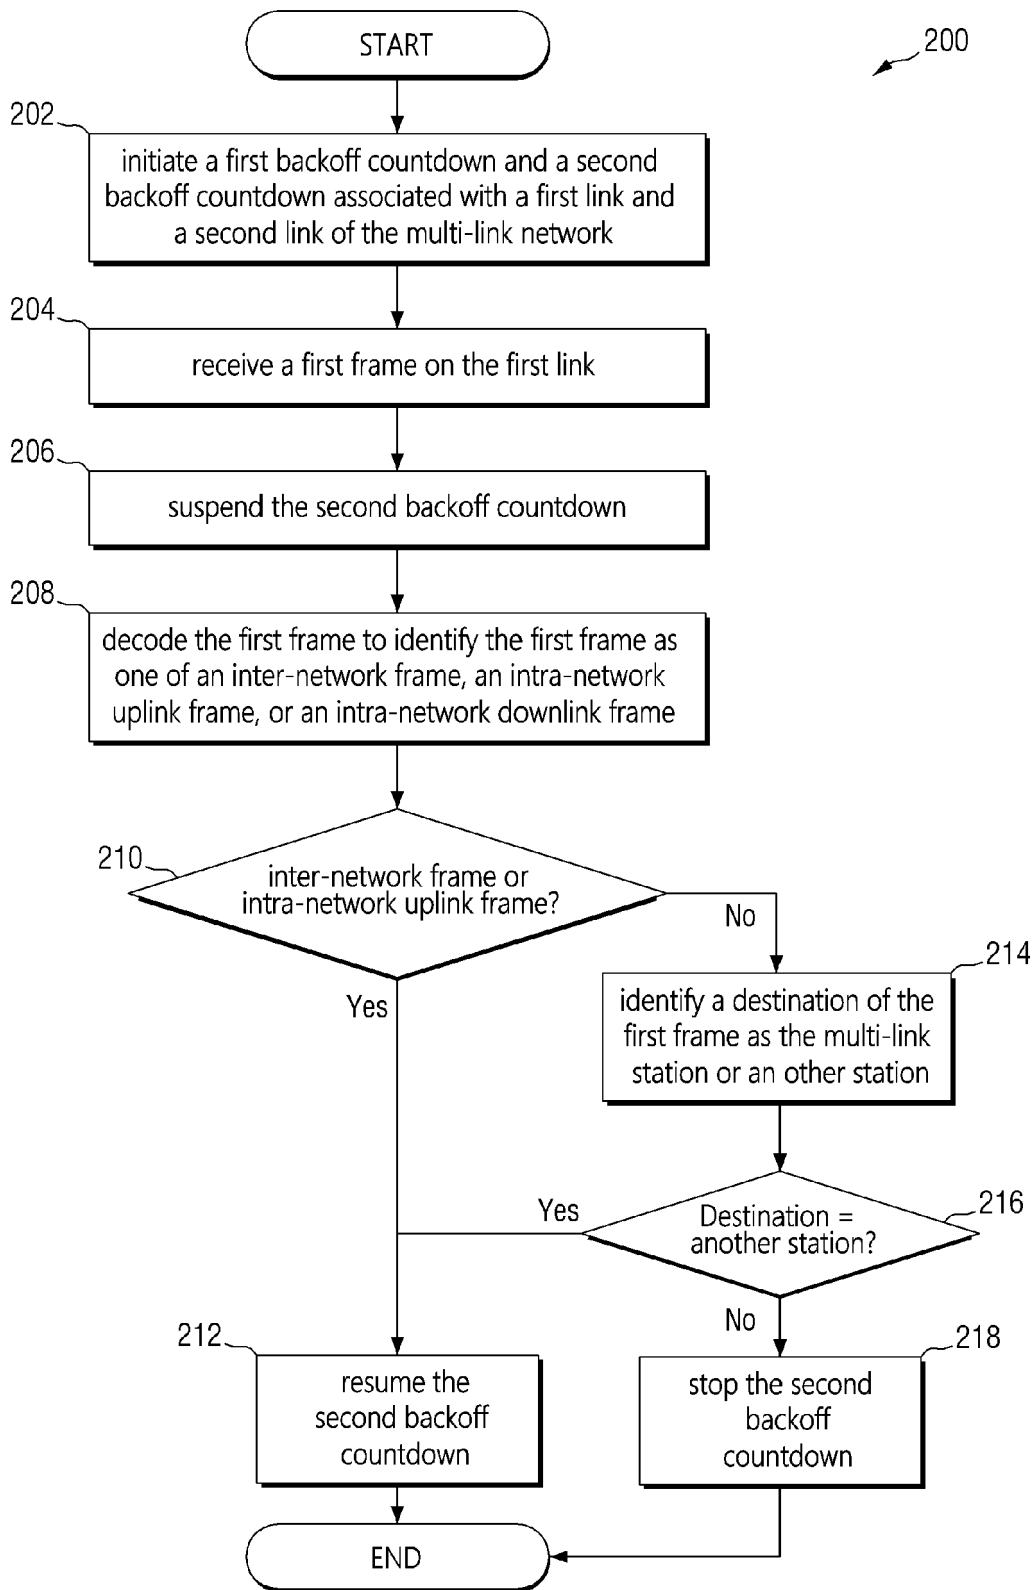 START
200
202
initiate a first backoff countdown and a second
backoff countdown associated with a first link and
a second link of the multi-link network
204
receive a first frame on the first link
206
suspend the second backoff countdown
208
decode the first frame to identify the first frame as
one of an inter-network frame, an intra-network
uplink frame, or an intra-network downlink frame
210
inter-network frame or
intra-network uplink frame?
No
Yes
214
identify a destination of the
first frame as the multi-link
station or an other station
216
Destination =
another station?
Yes
No
212
resume the
second backoff
countdown
218
stop the second
backoff
countdown
END